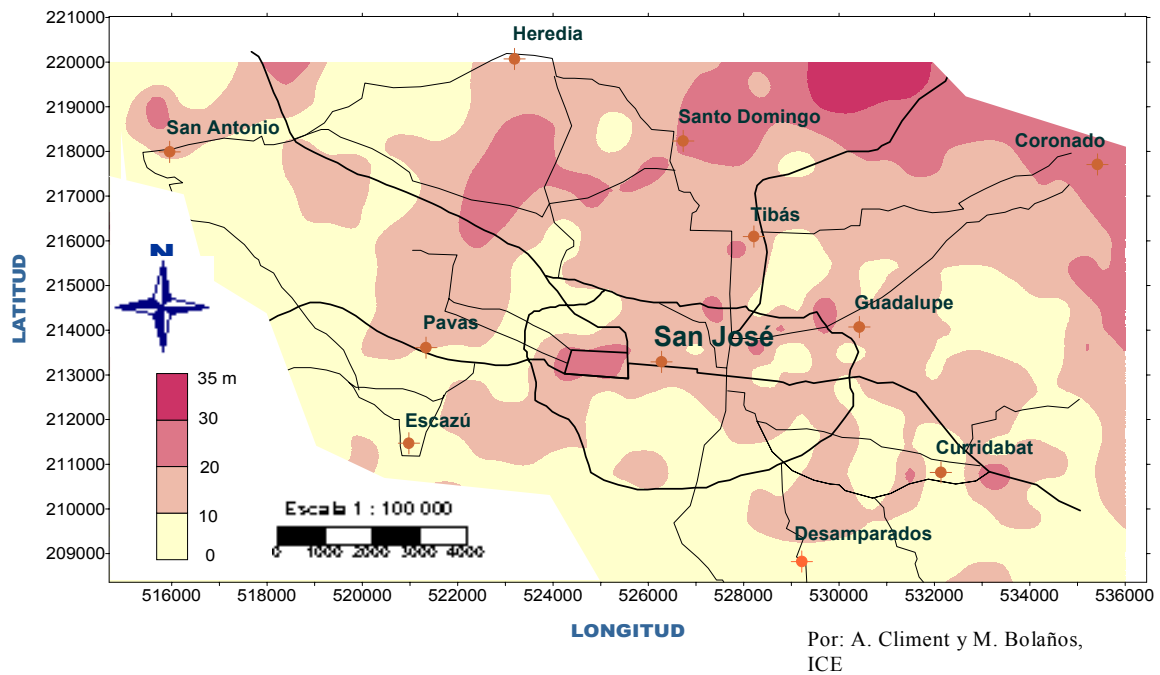 221000
220000
219000
218000
217000
216000
215000
214000
213000
212000
211000
210000
209000
LATITUD
Heredia
Santo Domingo
San Antonio
Coronado
Tibás
N
Guadalupe
Pavas
San José
35 m
30
20
10
0
Escazú
Curridabat
Escala 1 : 100 000
0 1000 2000 3000 4000
Desamparados
516000 518000 520000 522000 524000 526000 528000 530000 532000 534000 536000
LONGITUD
Por: A. Climent y M. Bolaños,
ICE